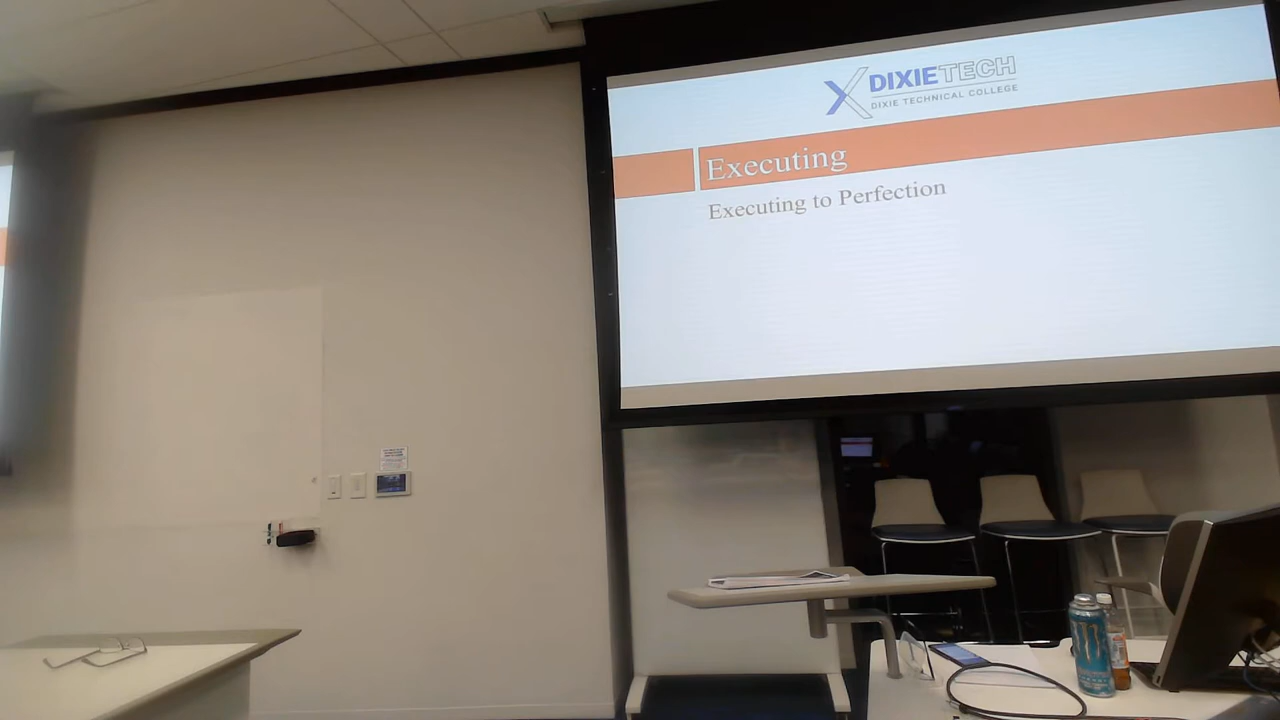 DIXIETECH
DIXIE TECHNICAL COLLEGE
Executing
Executing to Perfection